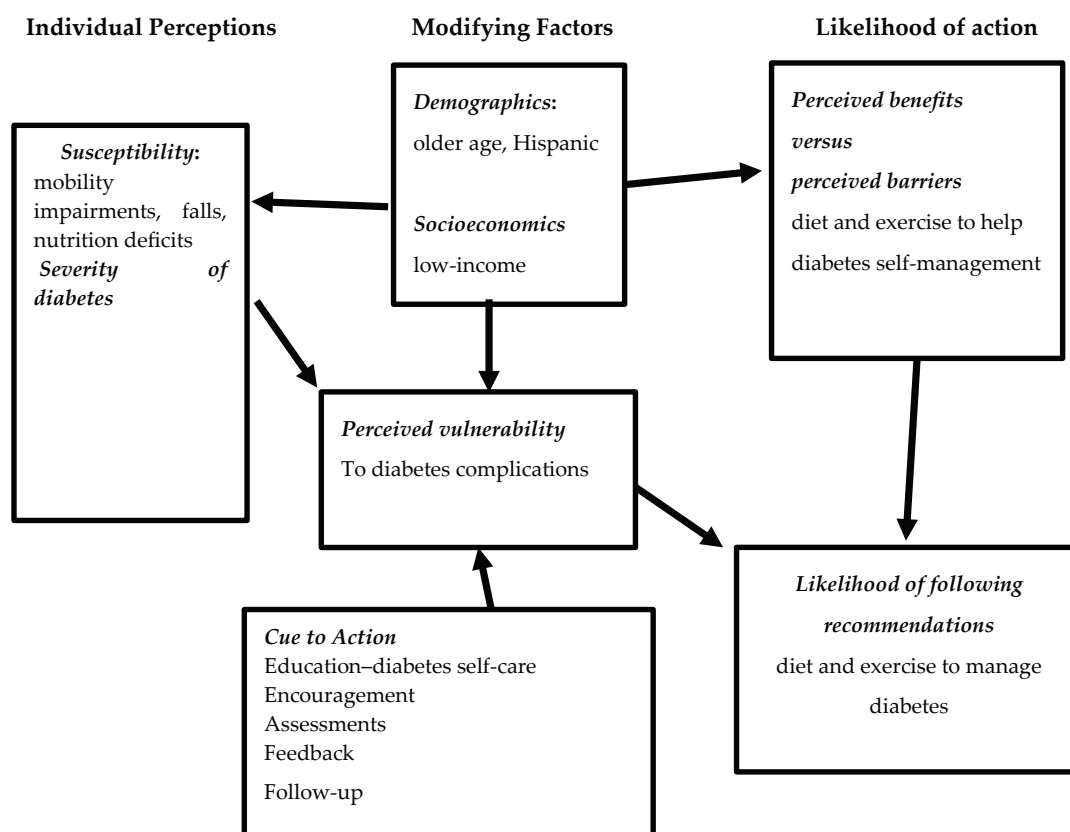 Individual Perceptions
Modifying Factors
Likelihood of action
Susceptibility:
mobility
impairments, falls,
nutrition deficits
Severity of
diabetes
Demographics:
older age, Hispanic
Socioeconomics
low-income
Perceived benefits
versus
perceived barriers
diet and exercise to help
diabetes self-management
Perceived vulnerability
To diabetes complications
Cue to Action
Education–diabetes self-care
Encouragement
Assessments
Feedback
Follow-up
Likelihood of following
recommendations
diet and exercise to manage
diabetes